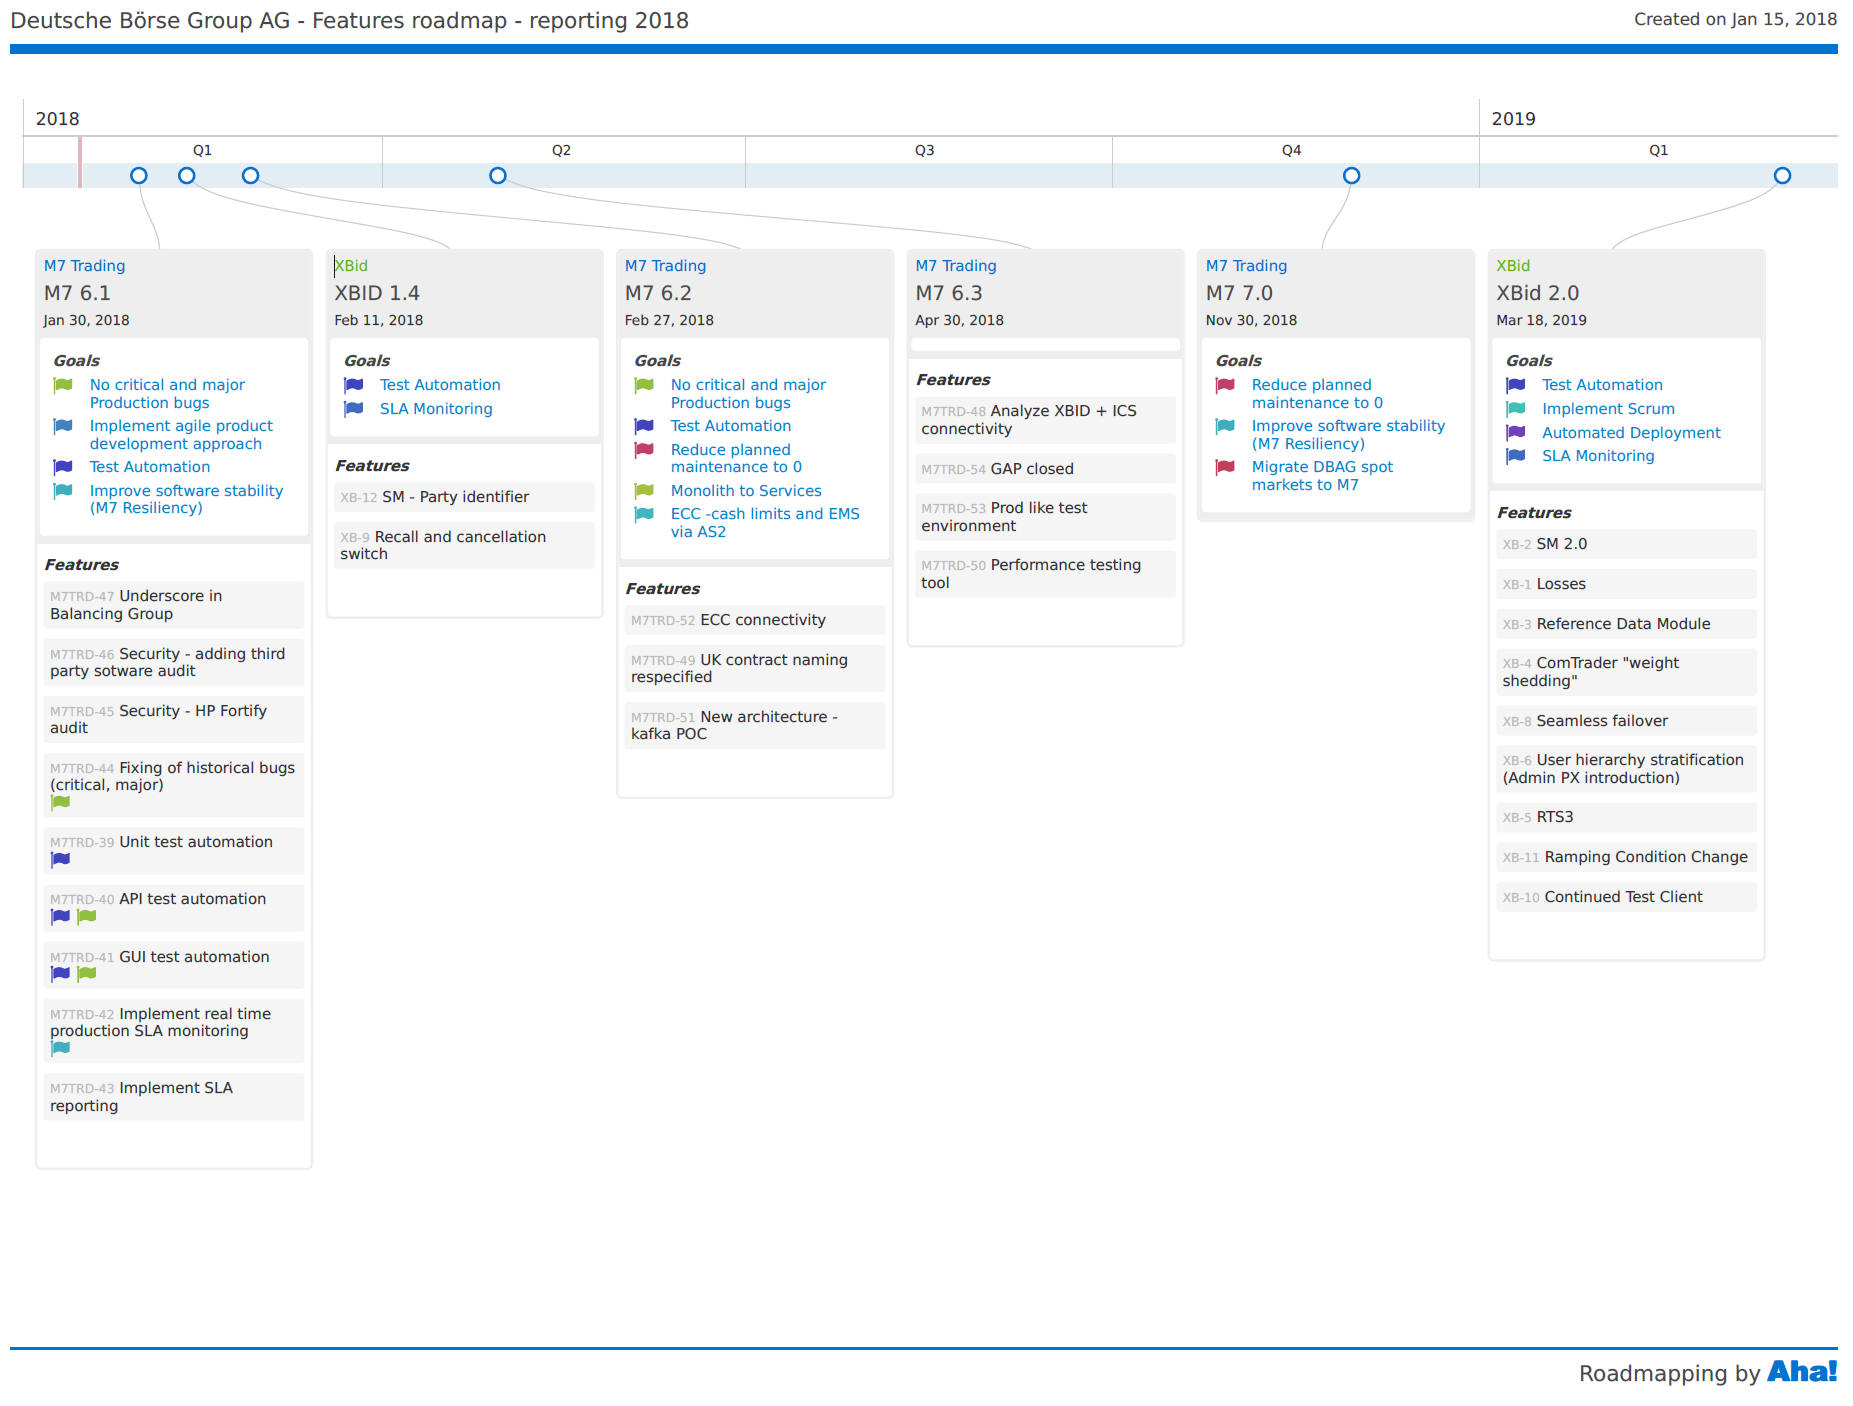 Deutsche Börse Group AG - Features roadmap - reporting 2018
Created on Jan 15, 2018
2018
2019
Q1
Q2
Q3
Q4
Q1
M7 Trading
M7 6.1
Jan 30, 2018
Goals
No critical and major
Production bugs
Implement agile product
development approach
Test Automation
Improve software stability
(M7 Resiliency)
Features
M7TRD-47 Underscore in
Balancing Group
M7TRD-46 Security - adding third
party sotware audit
M7TRD-45 Security - HP Fortify
audit
M7TRD-44 Fixing of historical bugs
(critical, major)
M7TRD-39 Unit test automation
M7TRD-40 API test automation
M7TRD-41 GUI test automation
M7TRD-42 Implement real time
production SLA monitoring
M7TRD-43 Implement SLA
reporting
XBid
XBID 1.4
Feb 11, 2018
Goals
Test Automation
SLA Monitoring
Features
XB-12 SM - Party identifier
XB-9 Recall and cancellation
switch
M7 Trading
M7 6.2
Feb 27, 2018
Goals
No critical and major
Production bugs
Test Automation
Reduce planned
maintenance to 0
Monolith to Services
ECC -cash limits and EMS
via AS2
Features
M7TRD-52 ECC connectivity
M7TRD-49 UK contract naming
respecified
M7TRD-51 New architecture -
kafka POC
M7 Trading
M7 6.3
Apr 30, 2018
Features
M7TRD-48 Analyze XBID + ICS
connectivity
M7TRD-54 GAP closed
M7TRD-53 Prod like test
environment
M7TRD-50 Performance testing
tool
M7 Trading
M7 7.0
Nov 30, 2018
Goals
Reduce planned
maintenance to 0
Improve software stability
(M7 Resiliency)
Migrate DBAG spot
markets to M7
XBid
XBid 2.0
Mar 18, 2019
Goals
Test Automation
Implement Scrum
Automated Deployment
SLA Monitoring
Features
XB-2 SM 2.0
XB-1 Losses
XB-3 Reference Data Module
XB-4 ComTrader "weight
shedding"
XB-8 Seamless failover
XB-6 User hierarchy stratification
(Admin PX introduction)
XB-5 RTS3
XB-11 Ramping Condition Change
XB-10 Continued Test Client
Roadmapping by Aha!